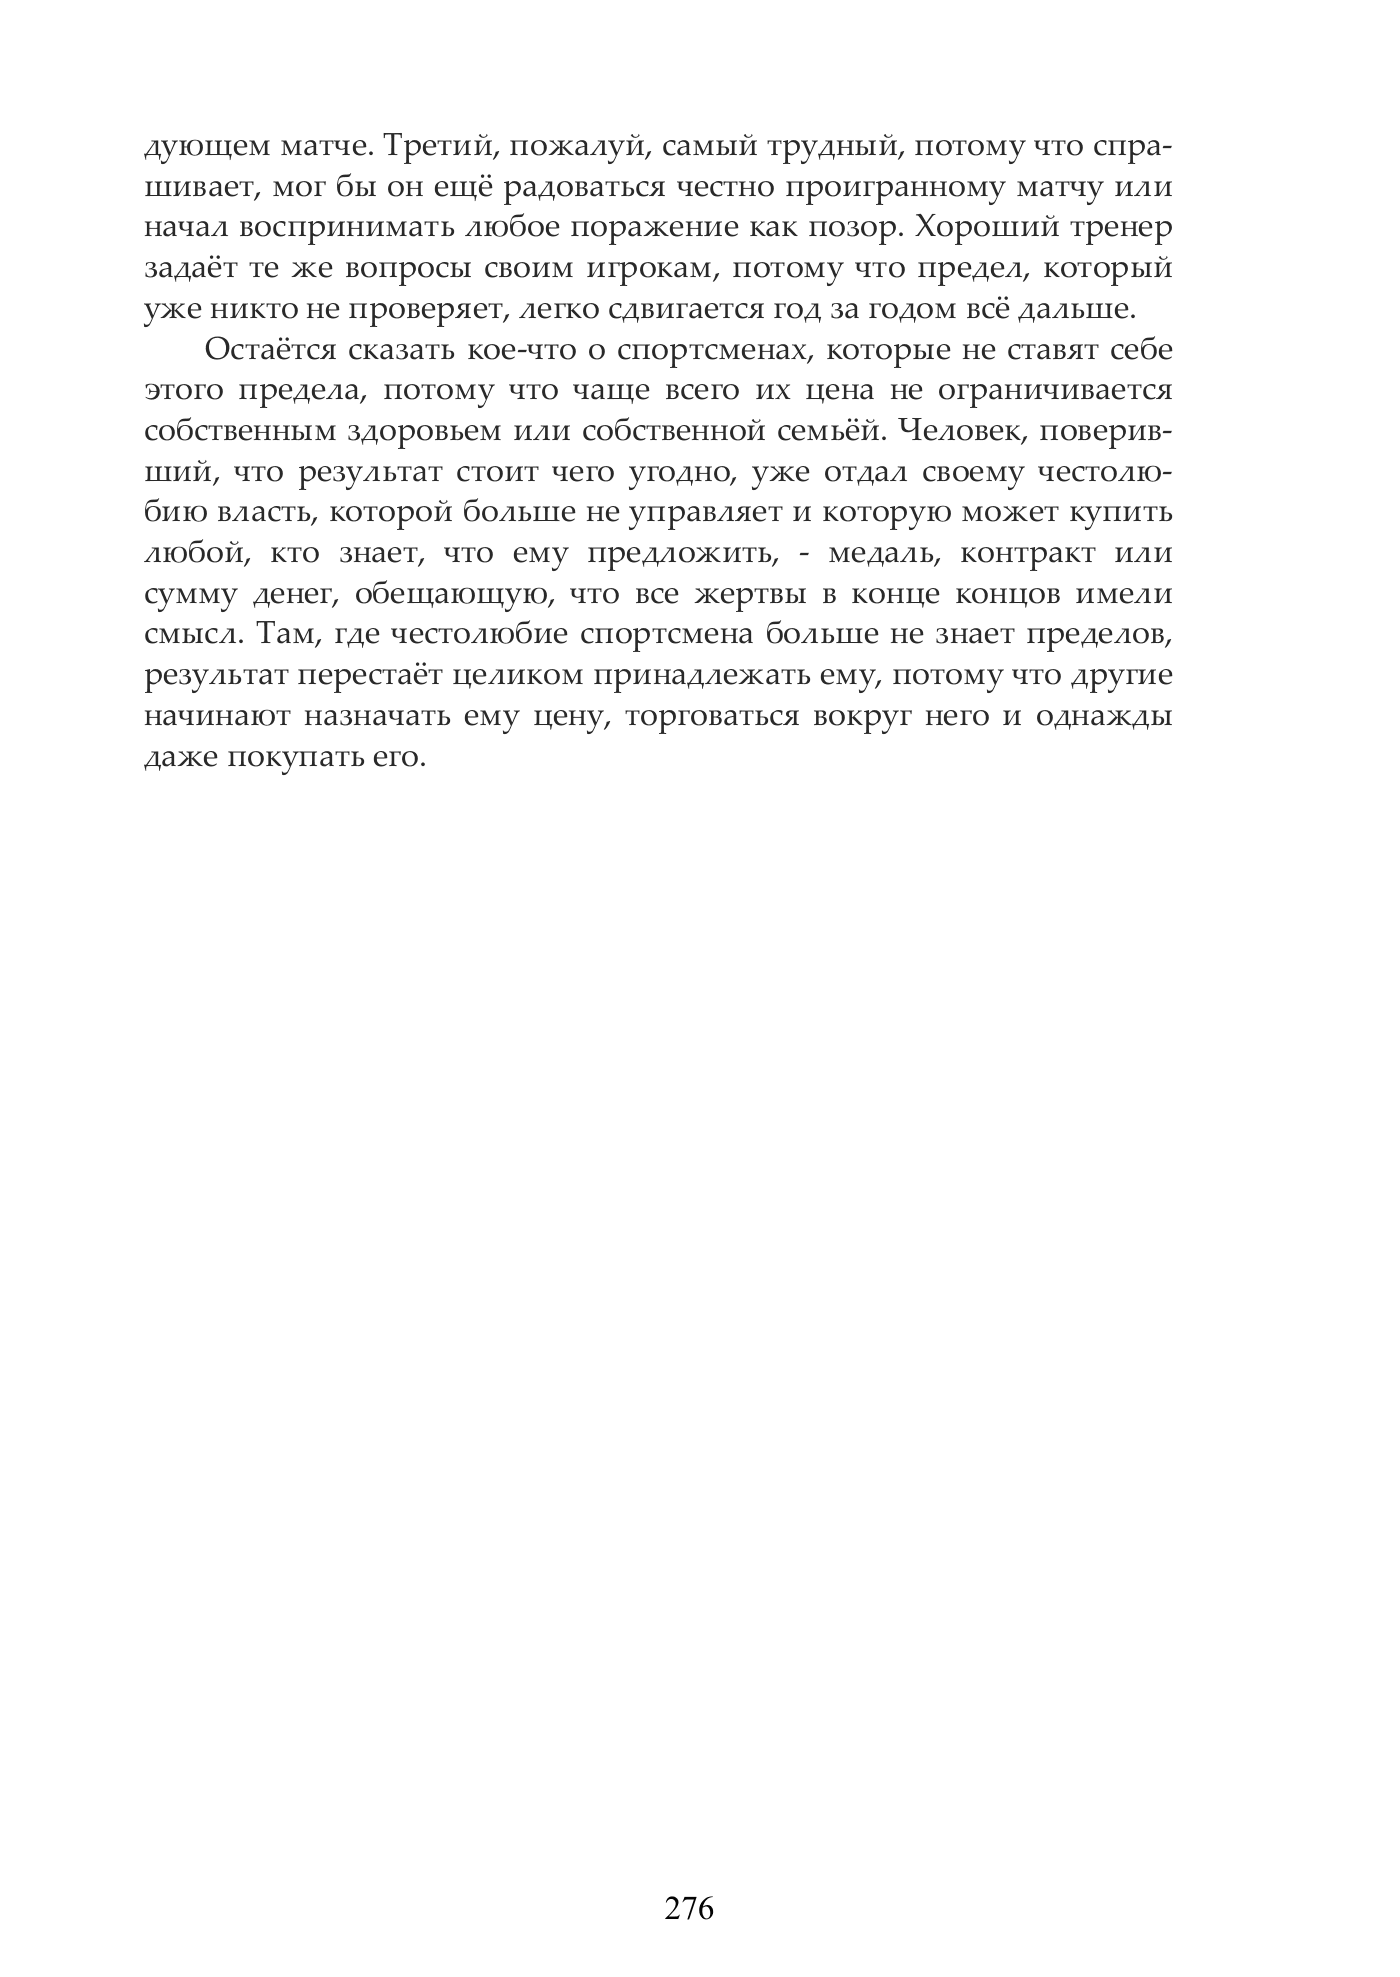 дующем матче. Третий, пожалуй, самый трудный, потому что спра-
шивает, мог бы он ещё радоваться честно проигранному матчу или
начал воспринимать любое поражение как позор. Хороший тренер
задаёт те же вопросы своим игрокам, потому что предел, который
уже никто не проверяет, легко сдвигается год за годом всё дальше.
Остаётся сказать кое-что о спортсменах, которые не ставят себе
этого предела, потому что чаще всего их цена не ограничивается
собственным здоровьем или собственной семьёй. Человек, поверив-
ший, что результат стоит чего угодно, уже отдал своему честолю-
бию власть, которой больше не управляет и которую может купить
любой, кто знает, что ему предложить, - медаль, контракт или
сумму денег, обещающую, что все жертвы в конце концов имели
смысл. Там, где честолюбие спортсмена больше не знает пределов,
результат перестаёт целиком принадлежать ему, потому что другие
начинают назначать ему цену, торговаться вокруг него и однажды
даже покупать его.
276